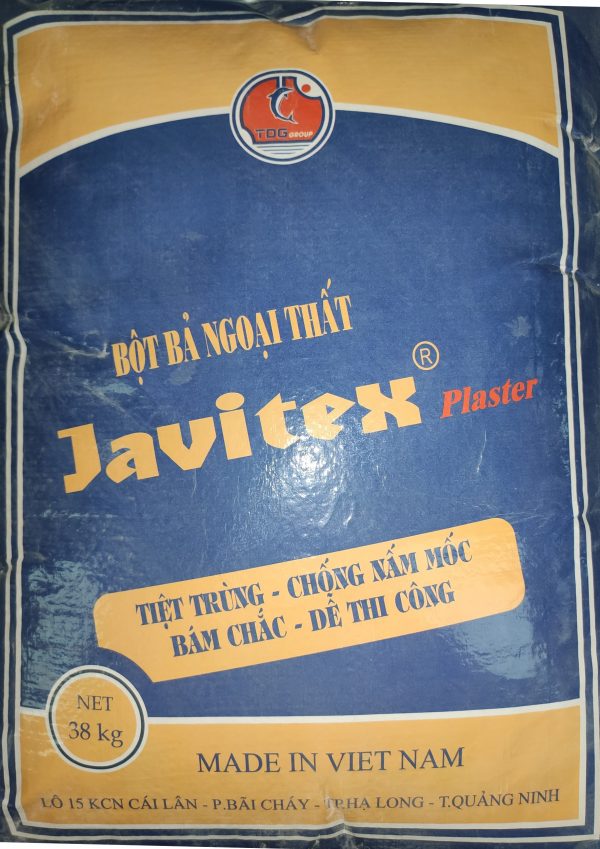 TDG GROUP
BỘT BẢ NGOẠI THẤT
Javitex ®
Plaster
TIỆT TRÙNG - CHỐNG NẤM MỐC
BÁM CHẮC - DỄ THI CÔNG
NET
38 kg
MADE IN VIET NAM
LÔ 15 KCN CÁI LÂN - P.BÃI CHÁY - TP.HẠ LONG - T.QUẢNG NINH